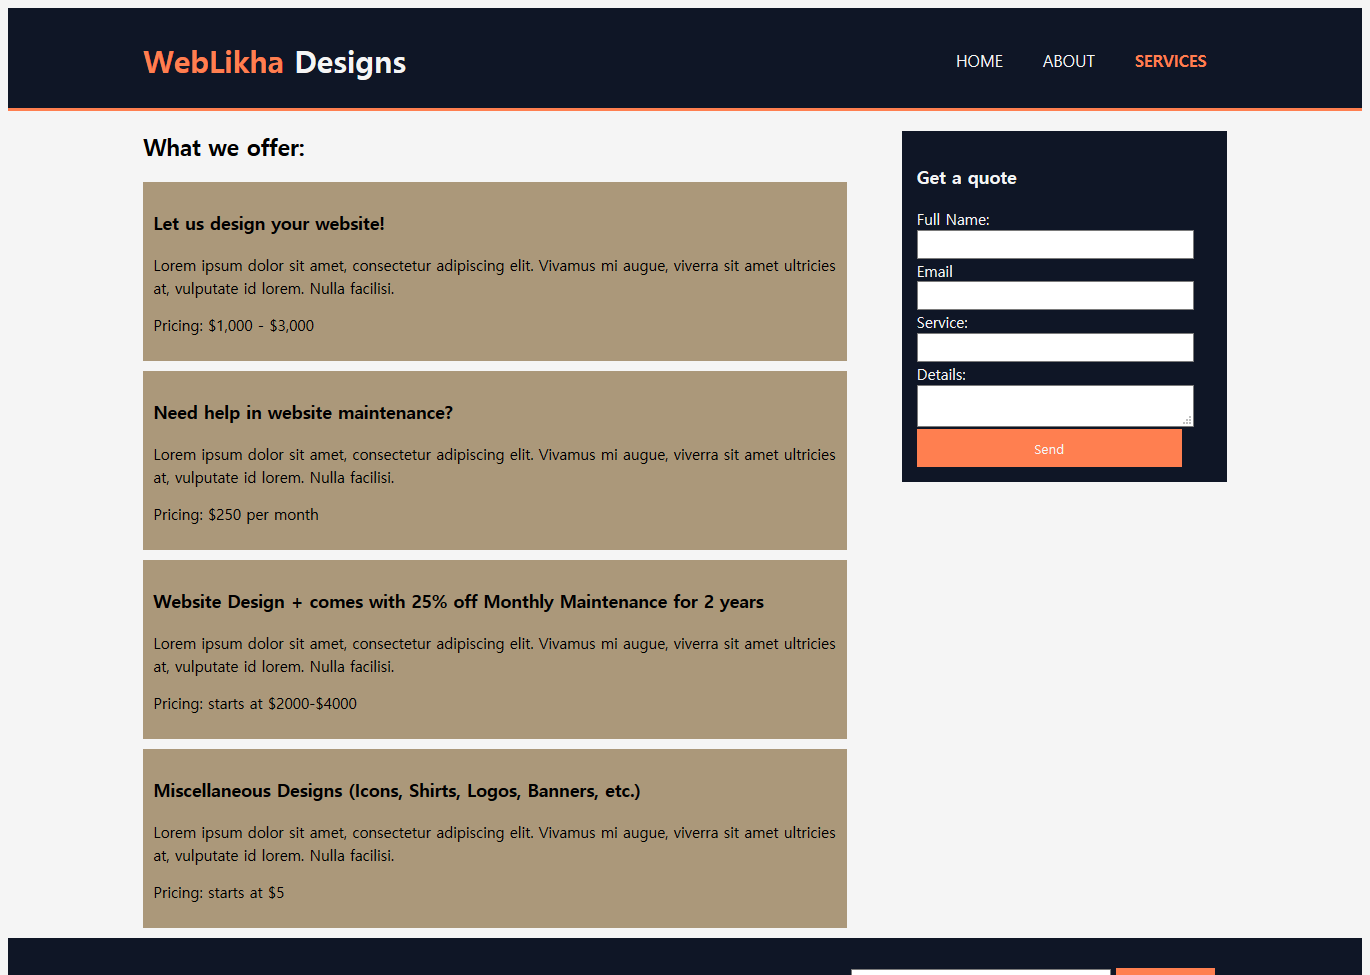 WebLikha Designs
HOME ABOUT SERVICES
What we offer:
Let us design your website!
Lorem ipsum dolor sit amet, consectetur adipiscing elit. Vivamus mi augue, viverra sit amet ultricies
at, vulputate id lorem. Nulla facilisi.
Pricing: $1,000 - $3,000
Need help in website maintenance?
Lorem ipsum dolor sit amet, consectetur adipiscing elit. Vivamus mi augue, viverra sit amet ultricies
at, vulputate id lorem. Nulla facilisi.
Pricing: $250 per month
Website Design + comes with 25% off Monthly Maintenance for 2 years
Lorem ipsum dolor sit amet, consectetur adipiscing elit. Vivamus mi augue, viverra sit amet ultricies
at, vulputate id lorem. Nulla facilisi.
Pricing: starts at $2000-$4000
Miscellaneous Designs (Icons, Shirts, Logos, Banners, etc.)
Lorem ipsum dolor sit amet, consectetur adipiscing elit. Vivamus mi augue, viverra sit amet ultricies
at, vulputate id lorem. Nulla facilisi.
Pricing: starts at $5
Get a quote
Full Name:
Email
Service:
Details:
Send